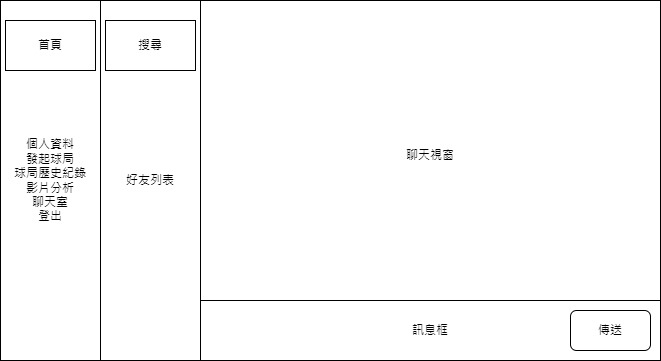 首頁
個人資料
發起球局
球局歷史紀錄
影片分析
聊天室
登出
搜尋
好友列表
聊天視窗
訊息框
傳送